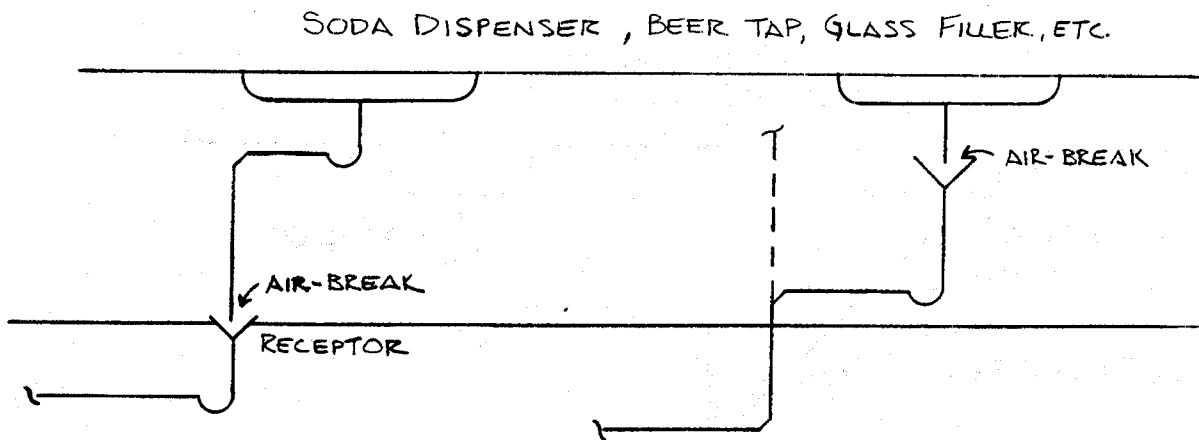 SODA DISPENSER, BEER TAP, GLASS FILLER, ETC.
AIR-BREAK
AIR-BREAK
RECEPTOR